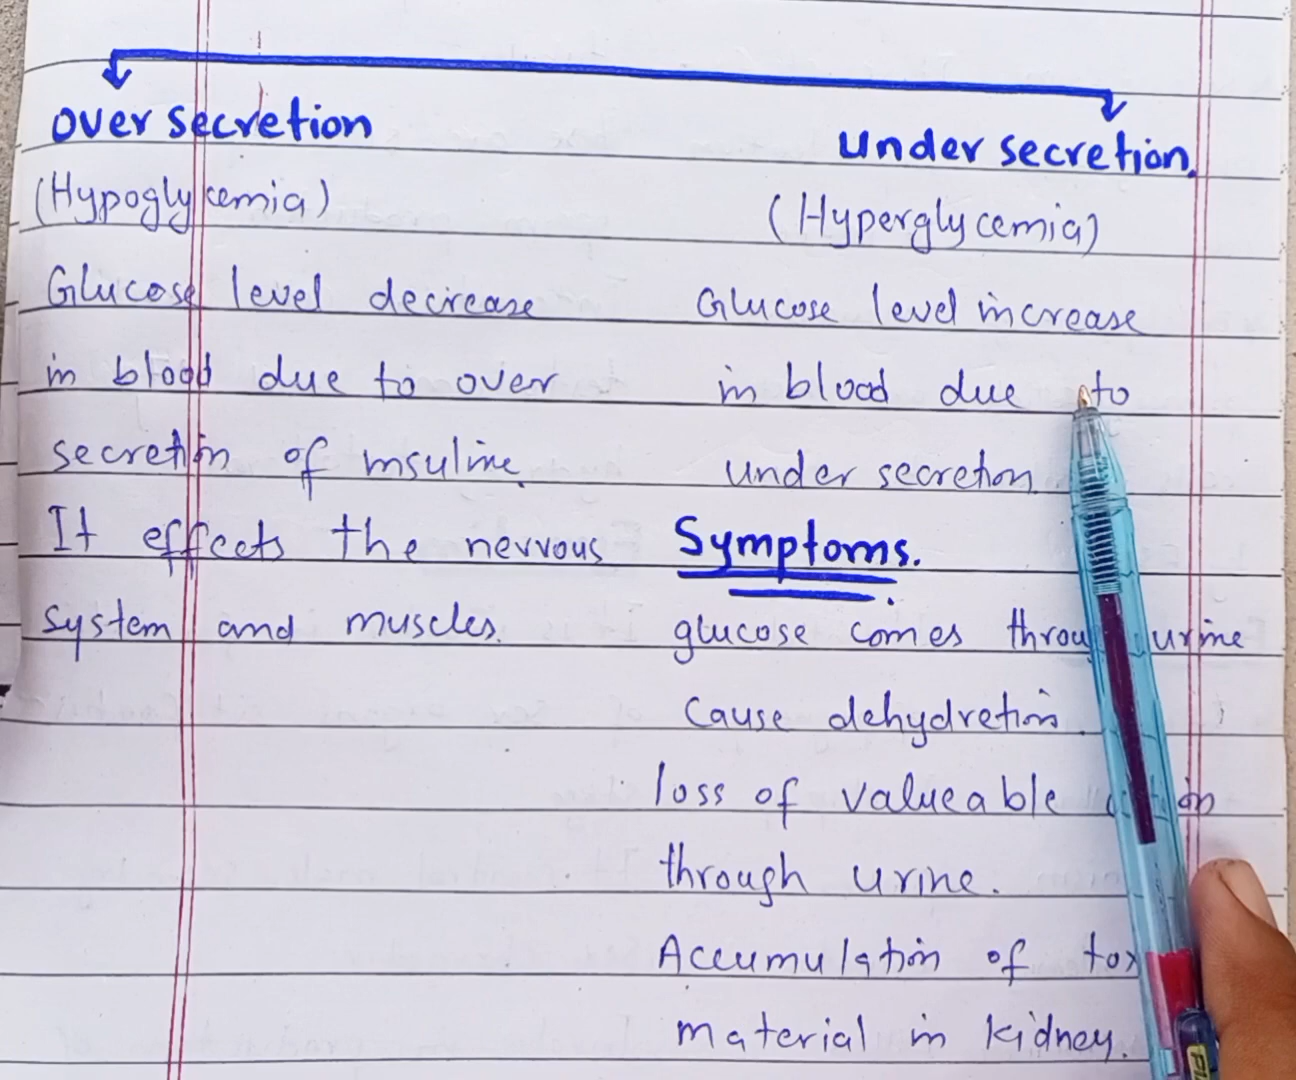 Over secretion
(Hypoglycemia)
Glucose level decrease
in blood due to over
secretion of insuline.
It effects the nervous
system and muscles.
Under secretion.
(Hyperglycemia)
Glucose level increase
in blood due to
under secretion.
Symptoms.
glucose comes urine
Cause dehydretion.
loss of valueable
through urine.
Accumulation of
material in kidney.